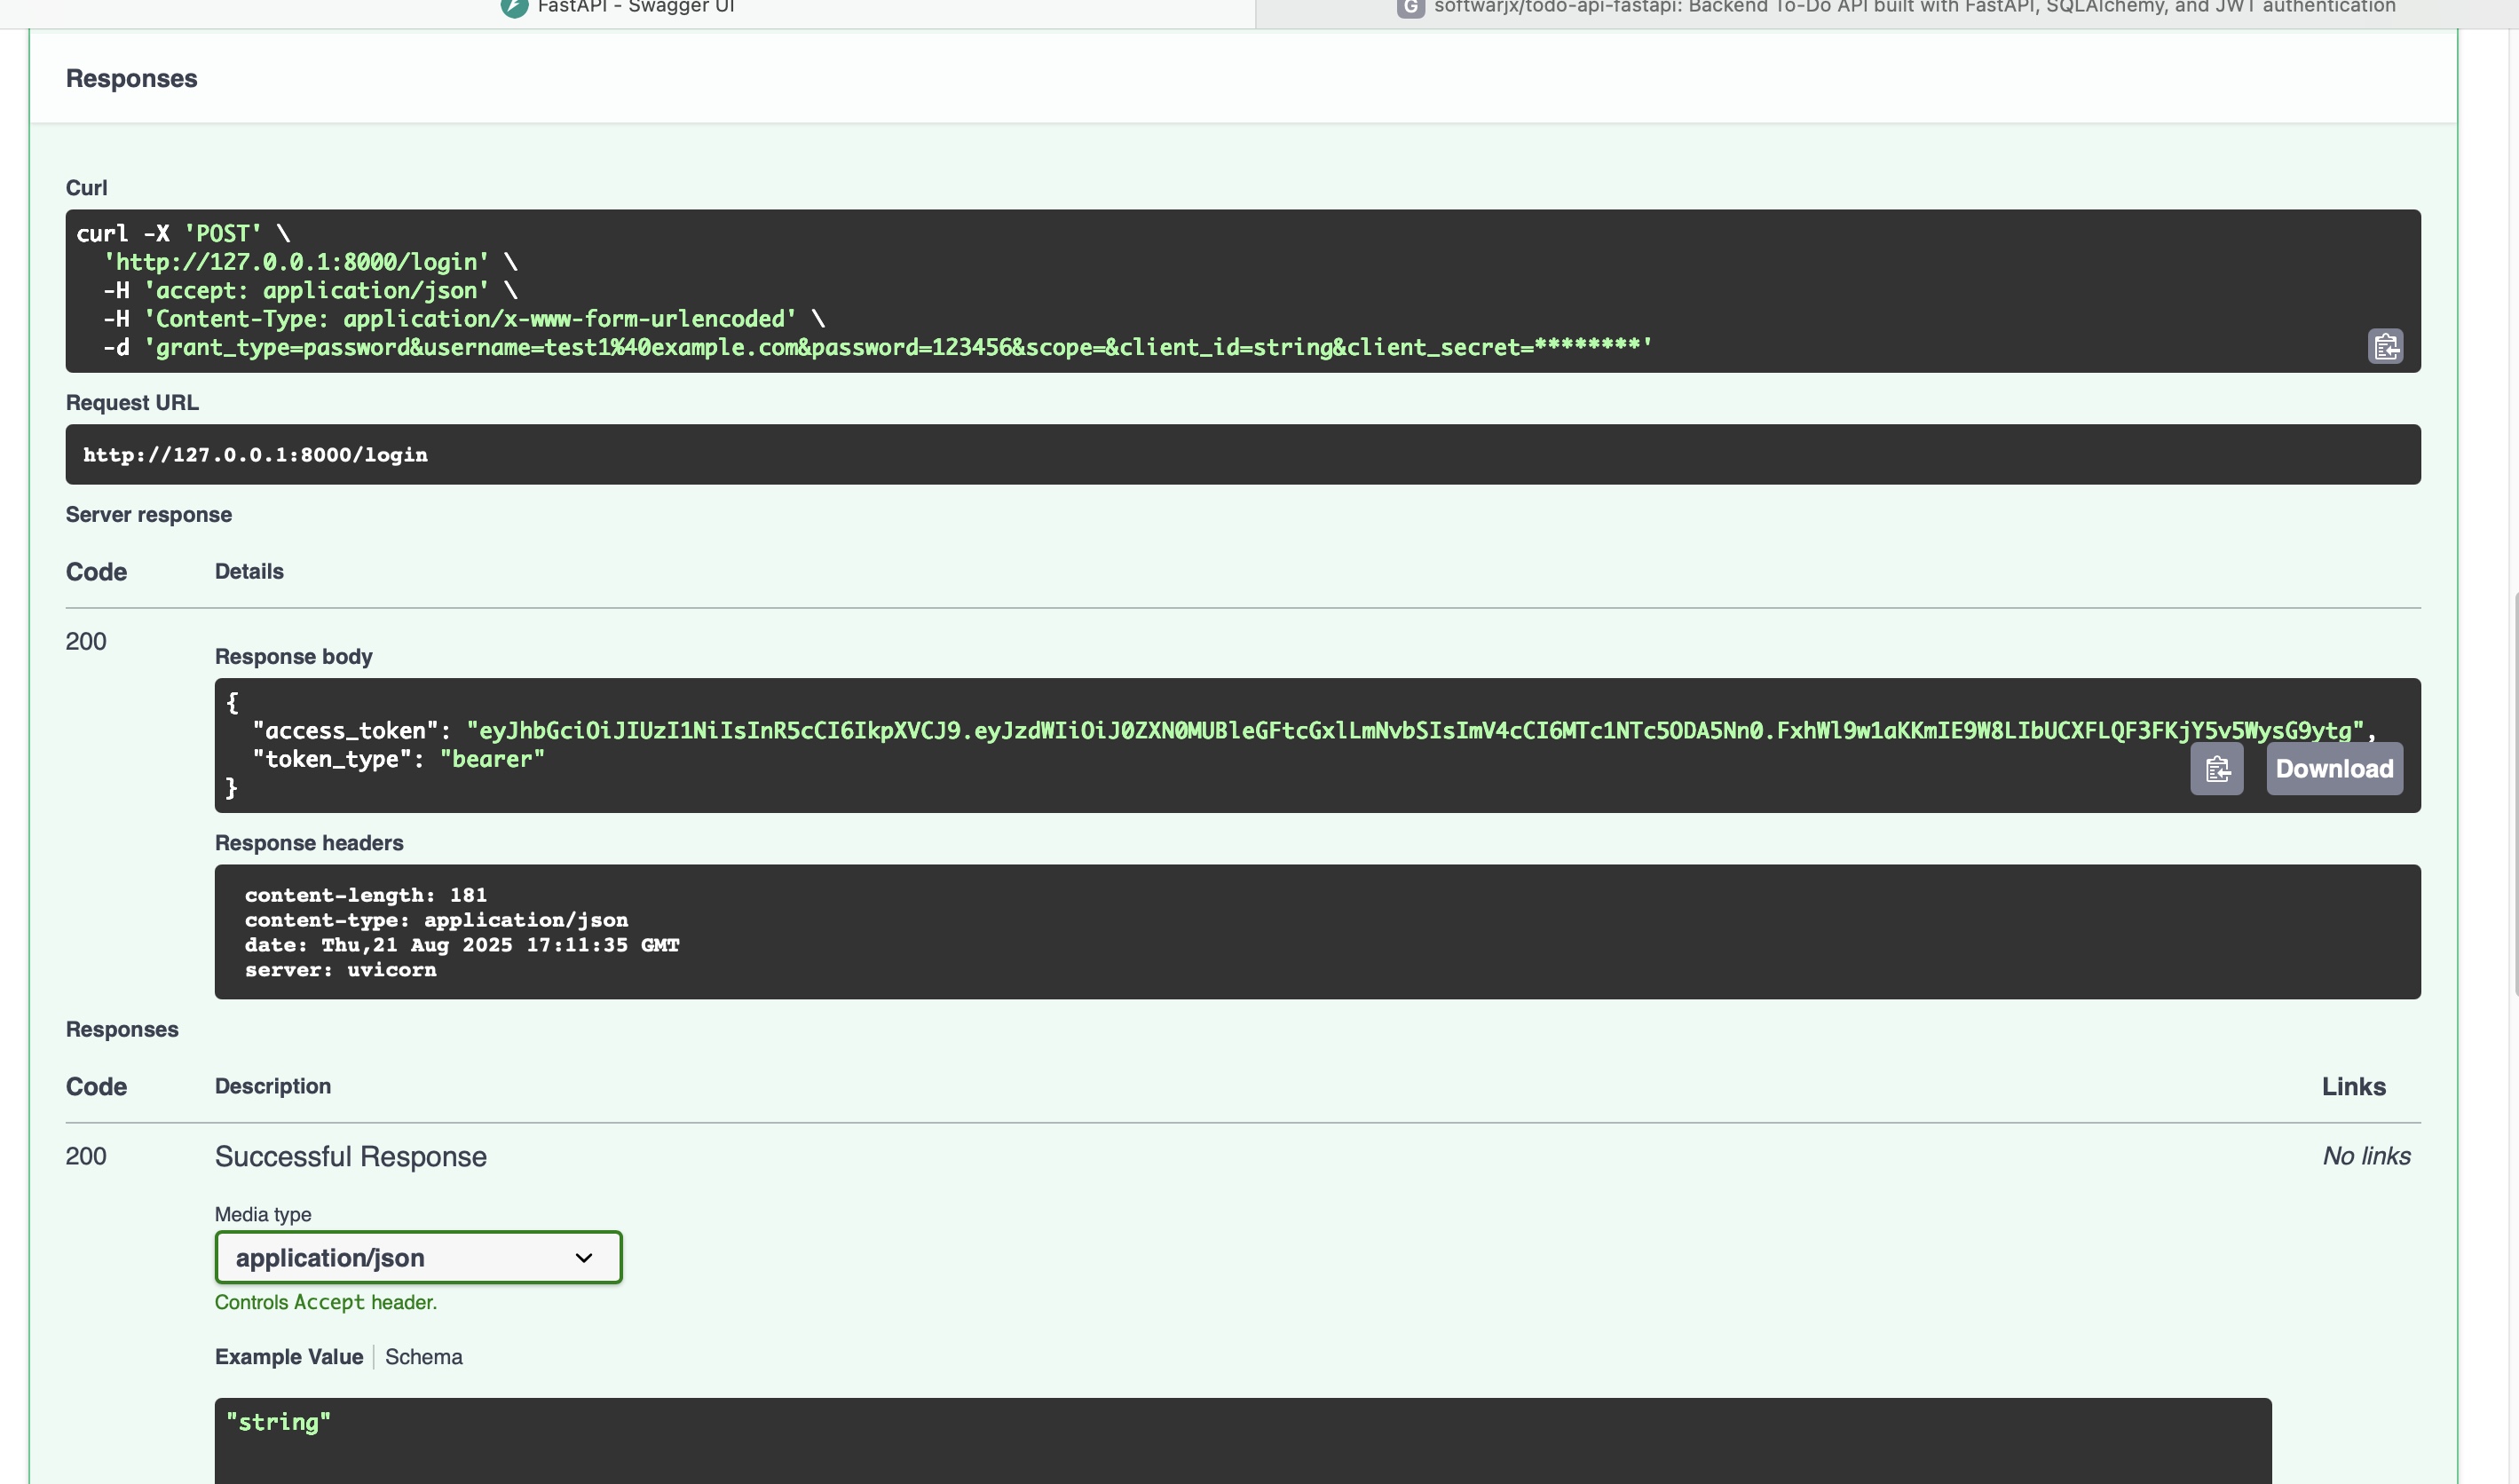 FastAPI - Swagger UI
softwarjx/todo-api-fastapi: Backend To-Do API built with FastAPI, SQLAlchemy, and JWT authentication
Responses
Curl
curl -X 'POST' \
  'http://127.0.0.1:8000/login' \
  -H 'accept: application/json' \
  -H 'Content-Type: application/x-www-form-urlencoded' \
  -d 'grant_type=password&username=test1%40example.com&password=123456&scope=&client_id=string&client_secret=********'
Request URL
http://127.0.0.1:8000/login
Server response
Code Details
200
Response body
{
  "access_token": "eyJhbGciOiJIUzI1NiIsInR5cCI6IkpXVCJ9.eyJzdWIiOiJ0ZXN0MUBleGFtcGxlLmNvbSIsImV4cCI6MTc1NTc5ODA5Nn0.FxhWl9w1aKKmIE9W8LIbUCXFLQF3FKjY5v5WysG9ytg",
  "token_type": "bearer"
}
Download
Response headers
content-length: 181
content-type: application/json
date: Thu,21 Aug 2025 17:11:35 GMT
server: uvicorn
Responses
Code Description Links
200 Successful Response No links
Media type
application/json
Controls Accept header.
Example Value Schema
"string"